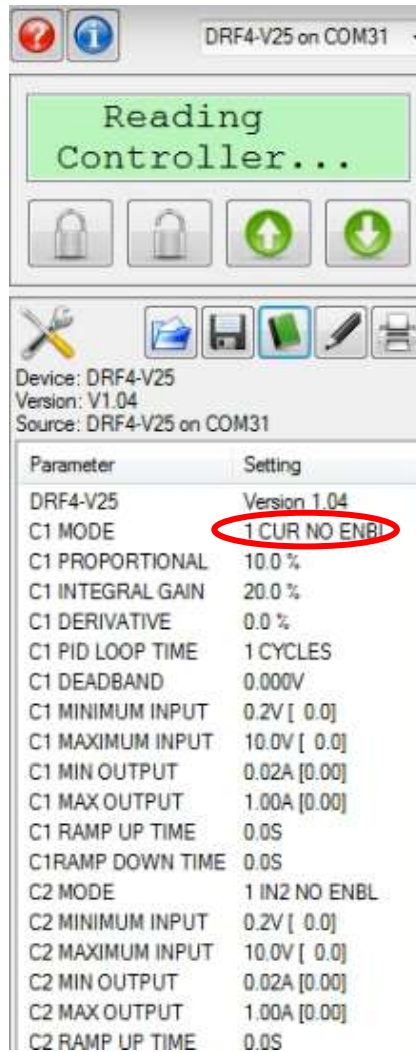 DRF4-V25 on COM31
Reading
Controller...
Device: DRF4-V25
Version: V1.04
Source: DRF4-V25 on COM31
Parameter Setting
DRF4-V25 Version 1.04
C1 MODE 1 CUR NO ENBL
C1 PROPORTIONAL 10.0 %
C1 INTEGRAL GAIN 20.0 %
C1 DERIVATIVE 0.0 %
C1 PID LOOP TIME 1 CYCLES
C1 DEADBAND 0.000V
C1 MINIMUM INPUT 0.2V [ 0.0]
C1 MAXIMUM INPUT 10.0V [ 0.0]
C1 MIN OUTPUT 0.02A [0.00]
C1 MAX OUTPUT 1.00A [0.00]
C1 RAMP UP TIME 0.0S
C1RAMP DOWN TIME 0.0S
C2 MODE 1 IN2 NO ENBL
C2 MINIMUM INPUT 0.2V [ 0.0]
C2 MAXIMUM INPUT 10.0V [ 0.0]
C2 MIN OUTPUT 0.02A [0.00]
C2 MAX OUTPUT 1.00A [0.00]
C2 RAMP UP TIME 0.0S